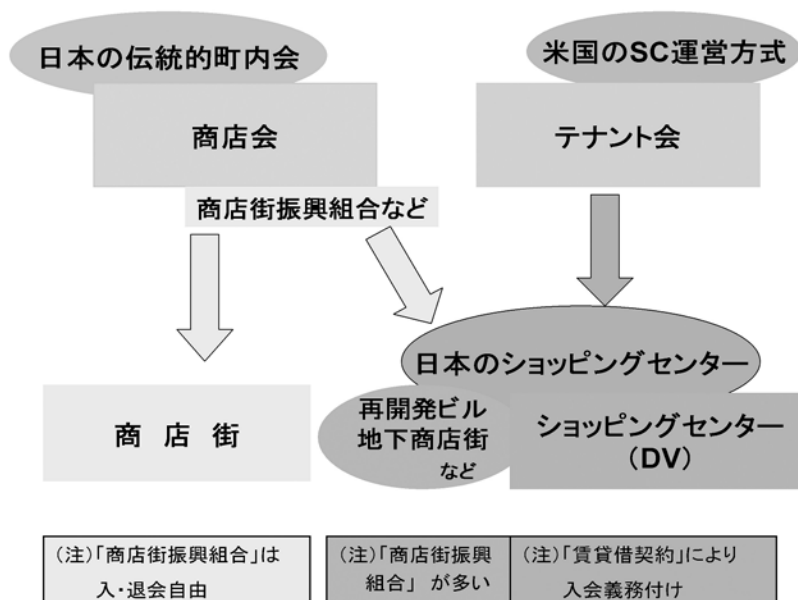 日本の伝統的町内会
米国のSC運営方式
商店会
テナント会
商店街振興組合など
日本のショッピングセンター
商 店 街
再開発ビル
地下商店街
など
ショッピングセンター
（DV）
（注）「商店街振興組合」は
入・退会自由
（注）「商店街振興
組合」 が多い
（注）「賃貸借契約」により
入会義務付け